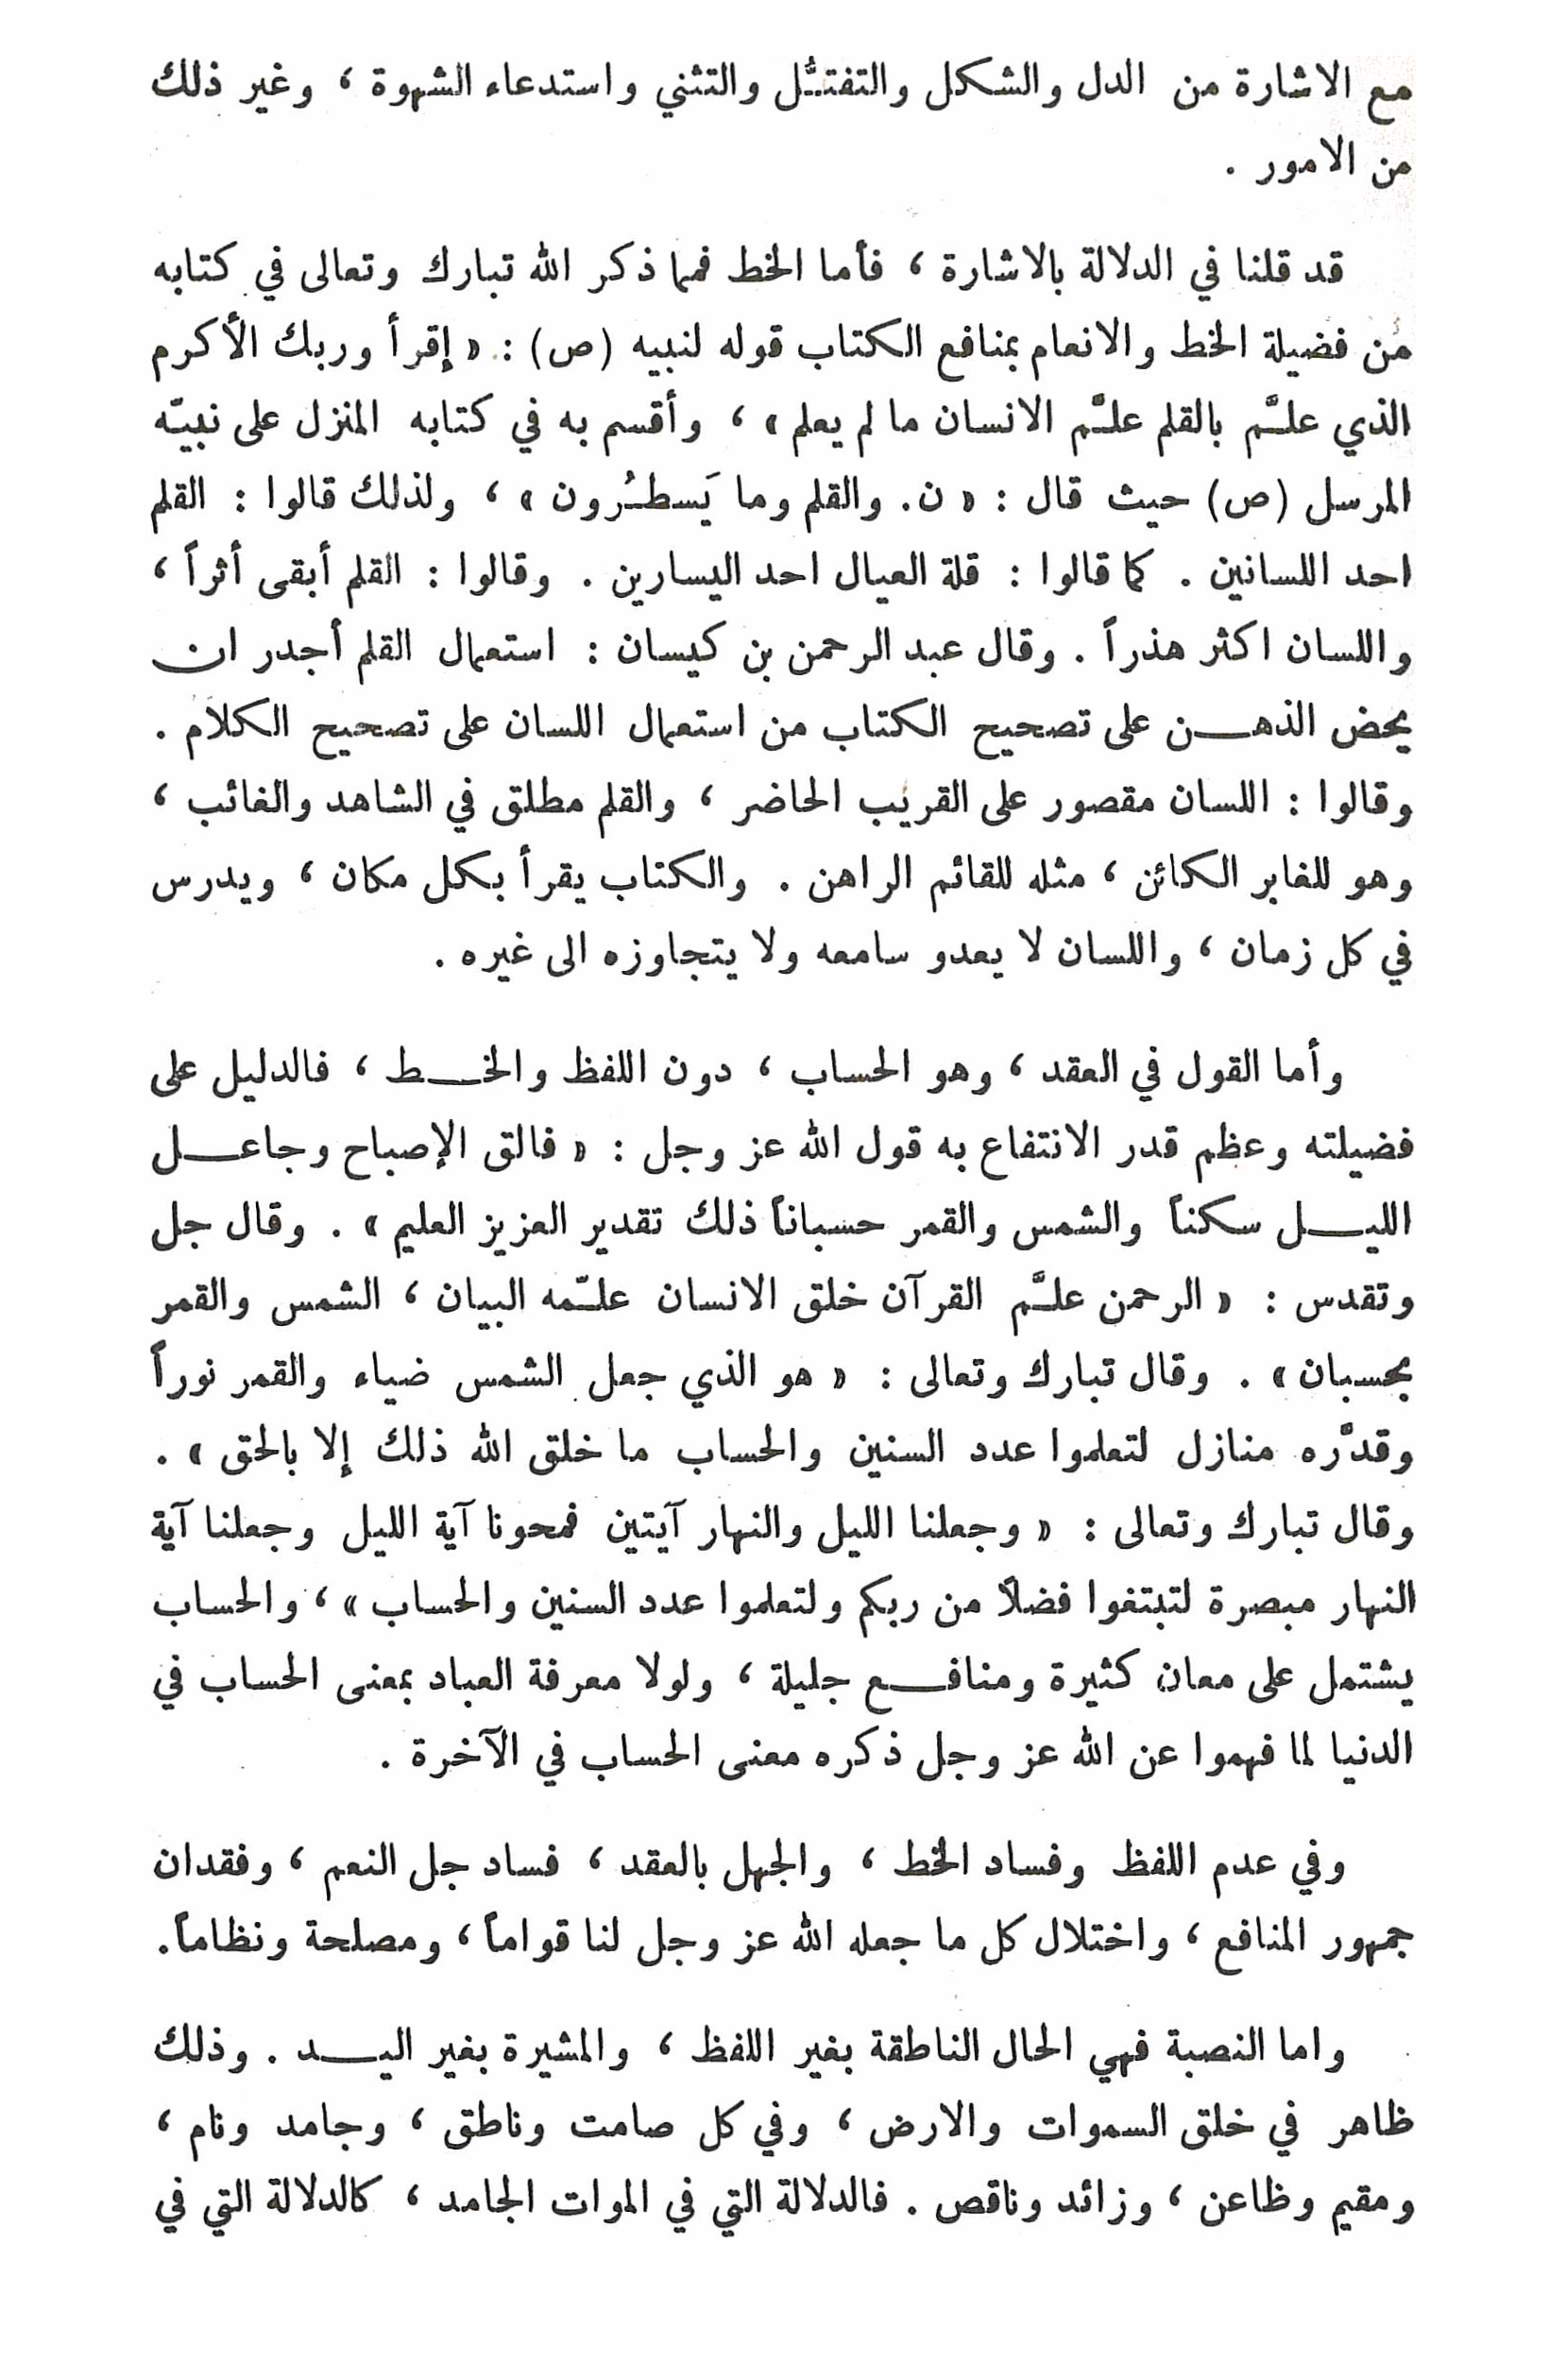 مع الاشارة من الدل والشكل والتفتـُّل والتثني واستدعاء الشهوة ، وغير ذلك
من الامور .
قد قلنا في الدلالة بالاشارة ، فأما الخط فمما ذكر الله تبارك وتعالى في كتابه
من فضيلة الخط والانعام بمنافع الكتاب قوله لنبيه (ص) : « إقرأ وربك الأكرم
الذي علـَّم بالقلم علـَّم الانسان ما لم يعلم » ، وأقسم به في كتابه المنزل على نبيّه
المرسل (ص) حيث قال : « ن. والقلم وما يَسطـُرون » ، ولذلك قالوا : القلم
احد اللسانين . كما قالوا : قلة العيال احد اليسارين . وقالوا : القلم أبقى أثراً ،
واللسان اكثر هذراً . وقال عبد الرحمن بن كيسان : استعمال القلم أجدر ان
يحض الذهـــن على تصحيح الكتاب من استعمال اللسان على تصحيح الكلام .
وقالوا : اللسان مقصور على القريب الحاضر ، والقلم مطلق في الشاهد والغائب ،
وهو للغابر الكائن ، مثله للقائم الراهن . والكتاب يقرأ بكل مكان ، ويدرس
في كل زمان ، واللسان لا يعدو سامعه ولا يتجاوزه الى غيره .
وأما القول في العقد ، وهو الحساب ، دون اللفظ والخـــط ، فالدليل على
فضيلته وعظم قدر الانتفاع به قول الله عز وجل : « فالق الإصباح وجاعـــل
الليـــل سكناً والشمس والقمر حسباناً ذلك تقدير العزيز العليم » . وقال جل
وتقدس : « الرحمن علـَّم القرآن خلق الانسان علـّمه البيان ، الشمس والقمر
بحسبان » . وقال تبارك وتعالى : « هو الذي جعل الشمس ضياء والقمر نوراً
وقدَّره منازل لتعلموا عدد السنين والحساب ما خلق الله ذلك إلا بالحق » .
وقال تبارك وتعالى : « وجعلنا الليل والنهار آيتين فمحونا آية الليل وجعلنا آية
النهار مبصرة لتبتغوا فضلاً من ربكم ولتعلموا عدد السنين والحساب » ، والحساب
يشتمل على معان كثيرة ومنافـــع جليلة ، ولولا معرفة العباد بمعنى الحساب في
الدنيا لما فهموا عن الله عز وجل ذكره معنى الحساب في الآخرة .
وفي عدم اللفظ وفساد الخط ، والجهل بالعقد ، فساد جل النعم ، وفقدان
جمهور المنافع ، واختلال كل ما جعله الله عز وجل لنا قواماً ، ومصلحة ونظاماً .
واما النصبة فهي الحال الناطقة بغير اللفظ ، والمشيرة بغير اليـــد . وذلك
ظاهر في خلق السموات والارض ، وفي كل صامت وناطق ، وجامد ونام ،
ومقيم وظاعن ، وزائد وناقص . فالدلالة التي في الموات الجامد ، كالدلالة التي في